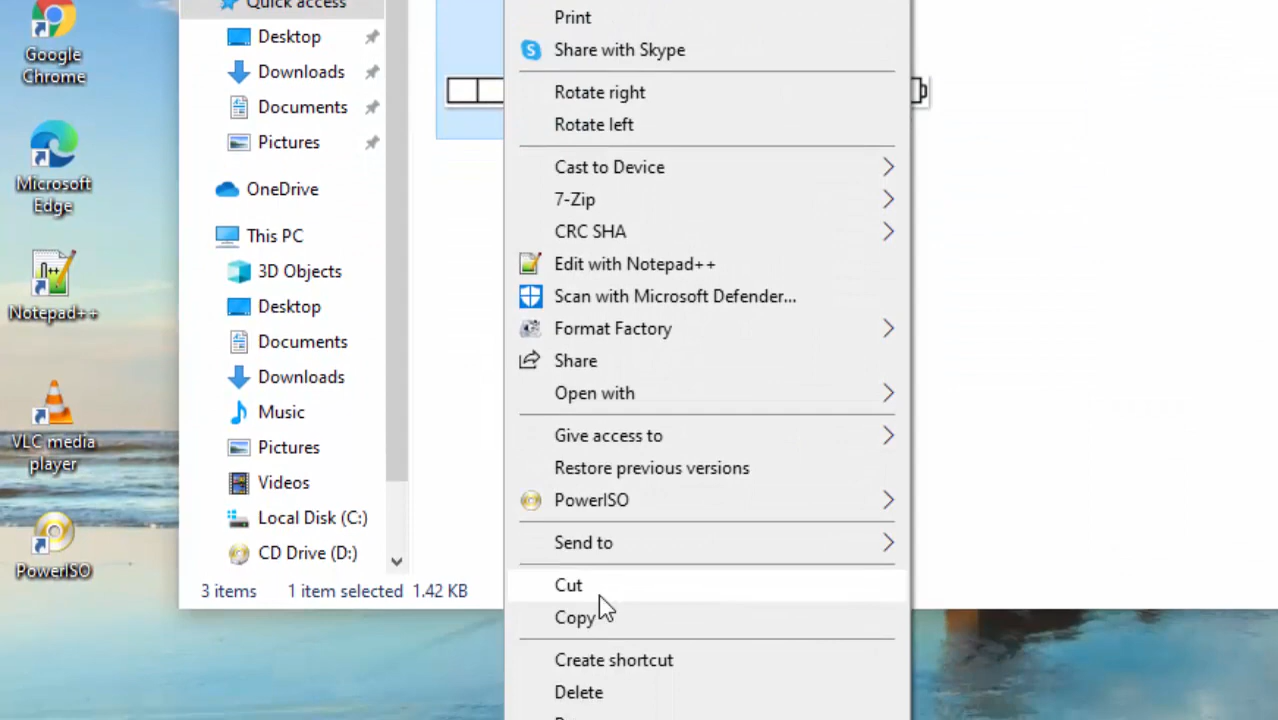 Google
Chrome
Microsoft
Edge
Notepad++
VLC media
player
PowerISO
Quick access
Desktop
Downloads
Documents
Pictures
OneDrive
This PC
3D Objects
Desktop
Documents
Downloads
Music
Pictures
Videos
Local Disk (C:)
CD Drive (D:)
3 items 1 item selected 1.42 KB
Print
Share with Skype
Rotate right
Rotate left
Cast to Device
7-Zip
CRC SHA
Edit with Notepad++
Scan with Microsoft Defender...
Format Factory
Share
Open with
Give access to
Restore previous versions
PowerISO
Send to
Cut
Copy
Create shortcut
Delete